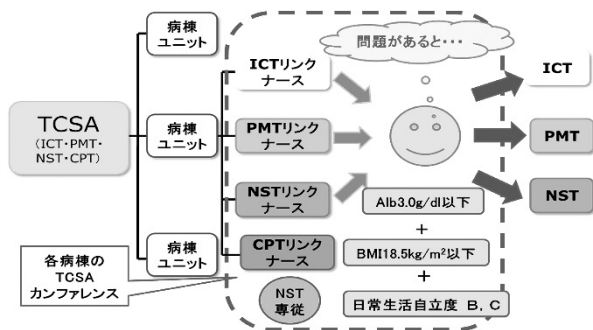 TCSA
(ICT・PMT・
NST・CPT)
病棟
ユニット
病棟
ユニット
病棟
ユニット
各病棟の
TCSA
カンファレンス
ICTリンク
ナース
PMTリンク
ナース
NSTリンク
ナース
CPTリンク
ナース
NST
専従
問題があると・・・
Alb3.0g/dl以下
+
BMI18.5kg/m²以下
+
日常生活自立度 B, C
ICT
PMT
NST